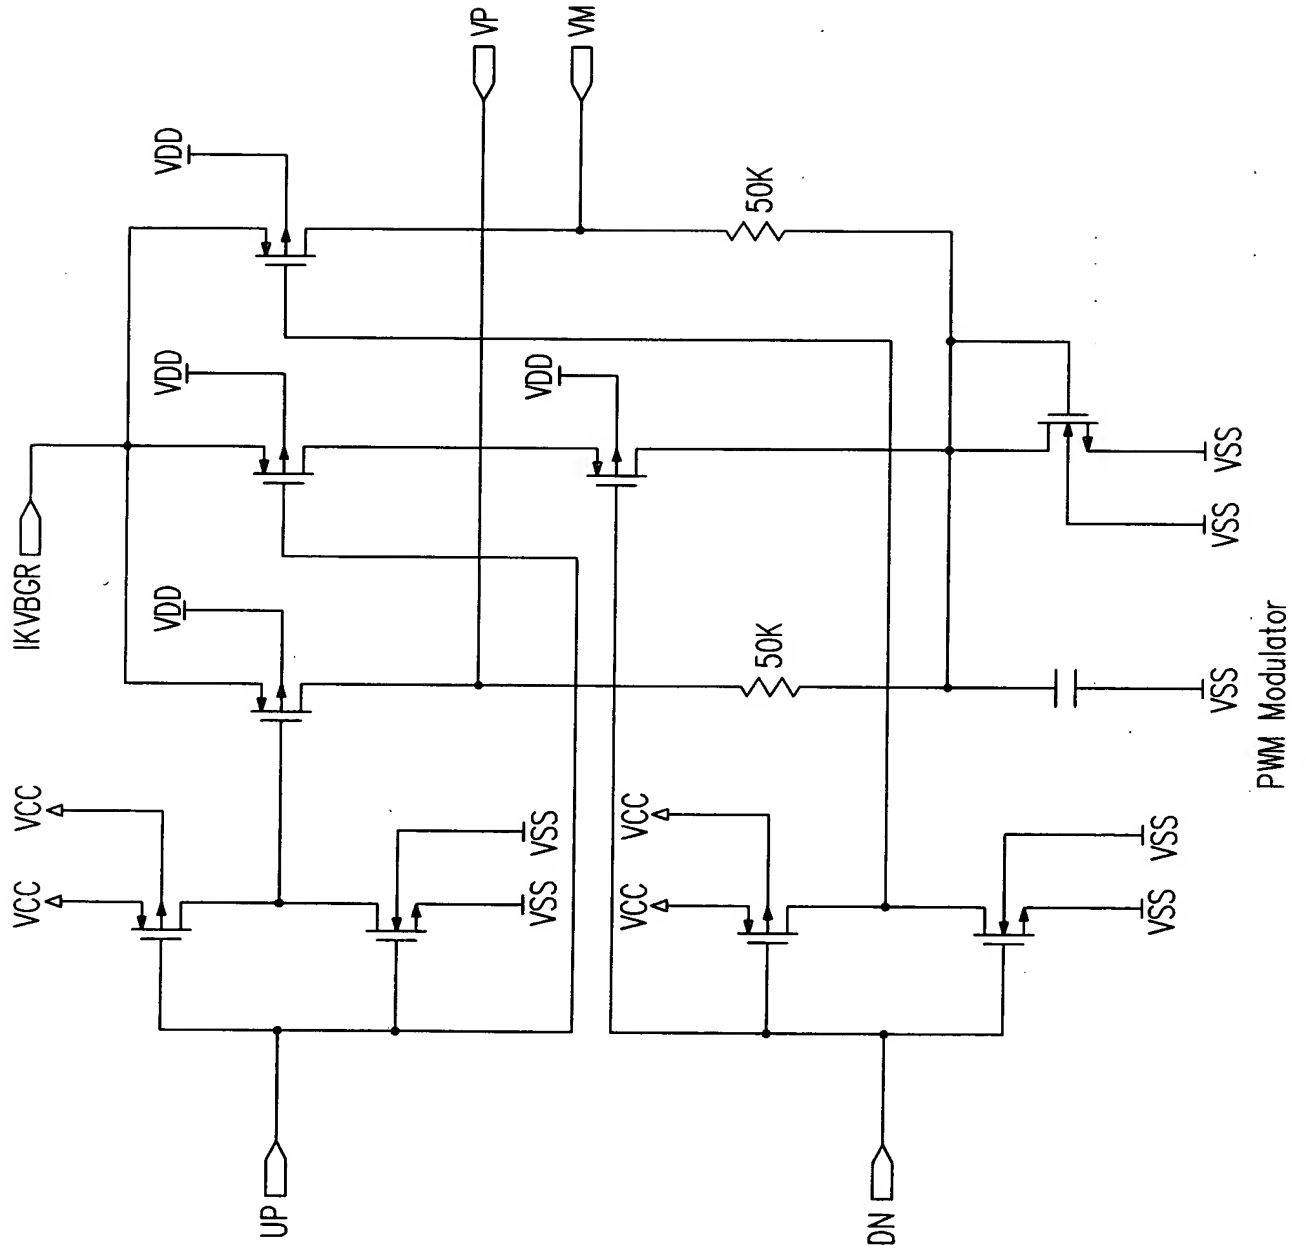 IKVBGR
VP
VM
VDD
VDD
VDD
VDD
50K
50K
VCC
VCC
VSS
VSS
VCC
VCC
VSS
VSS
VSS
VSS
VSS
UP
DN
PWM Modulator